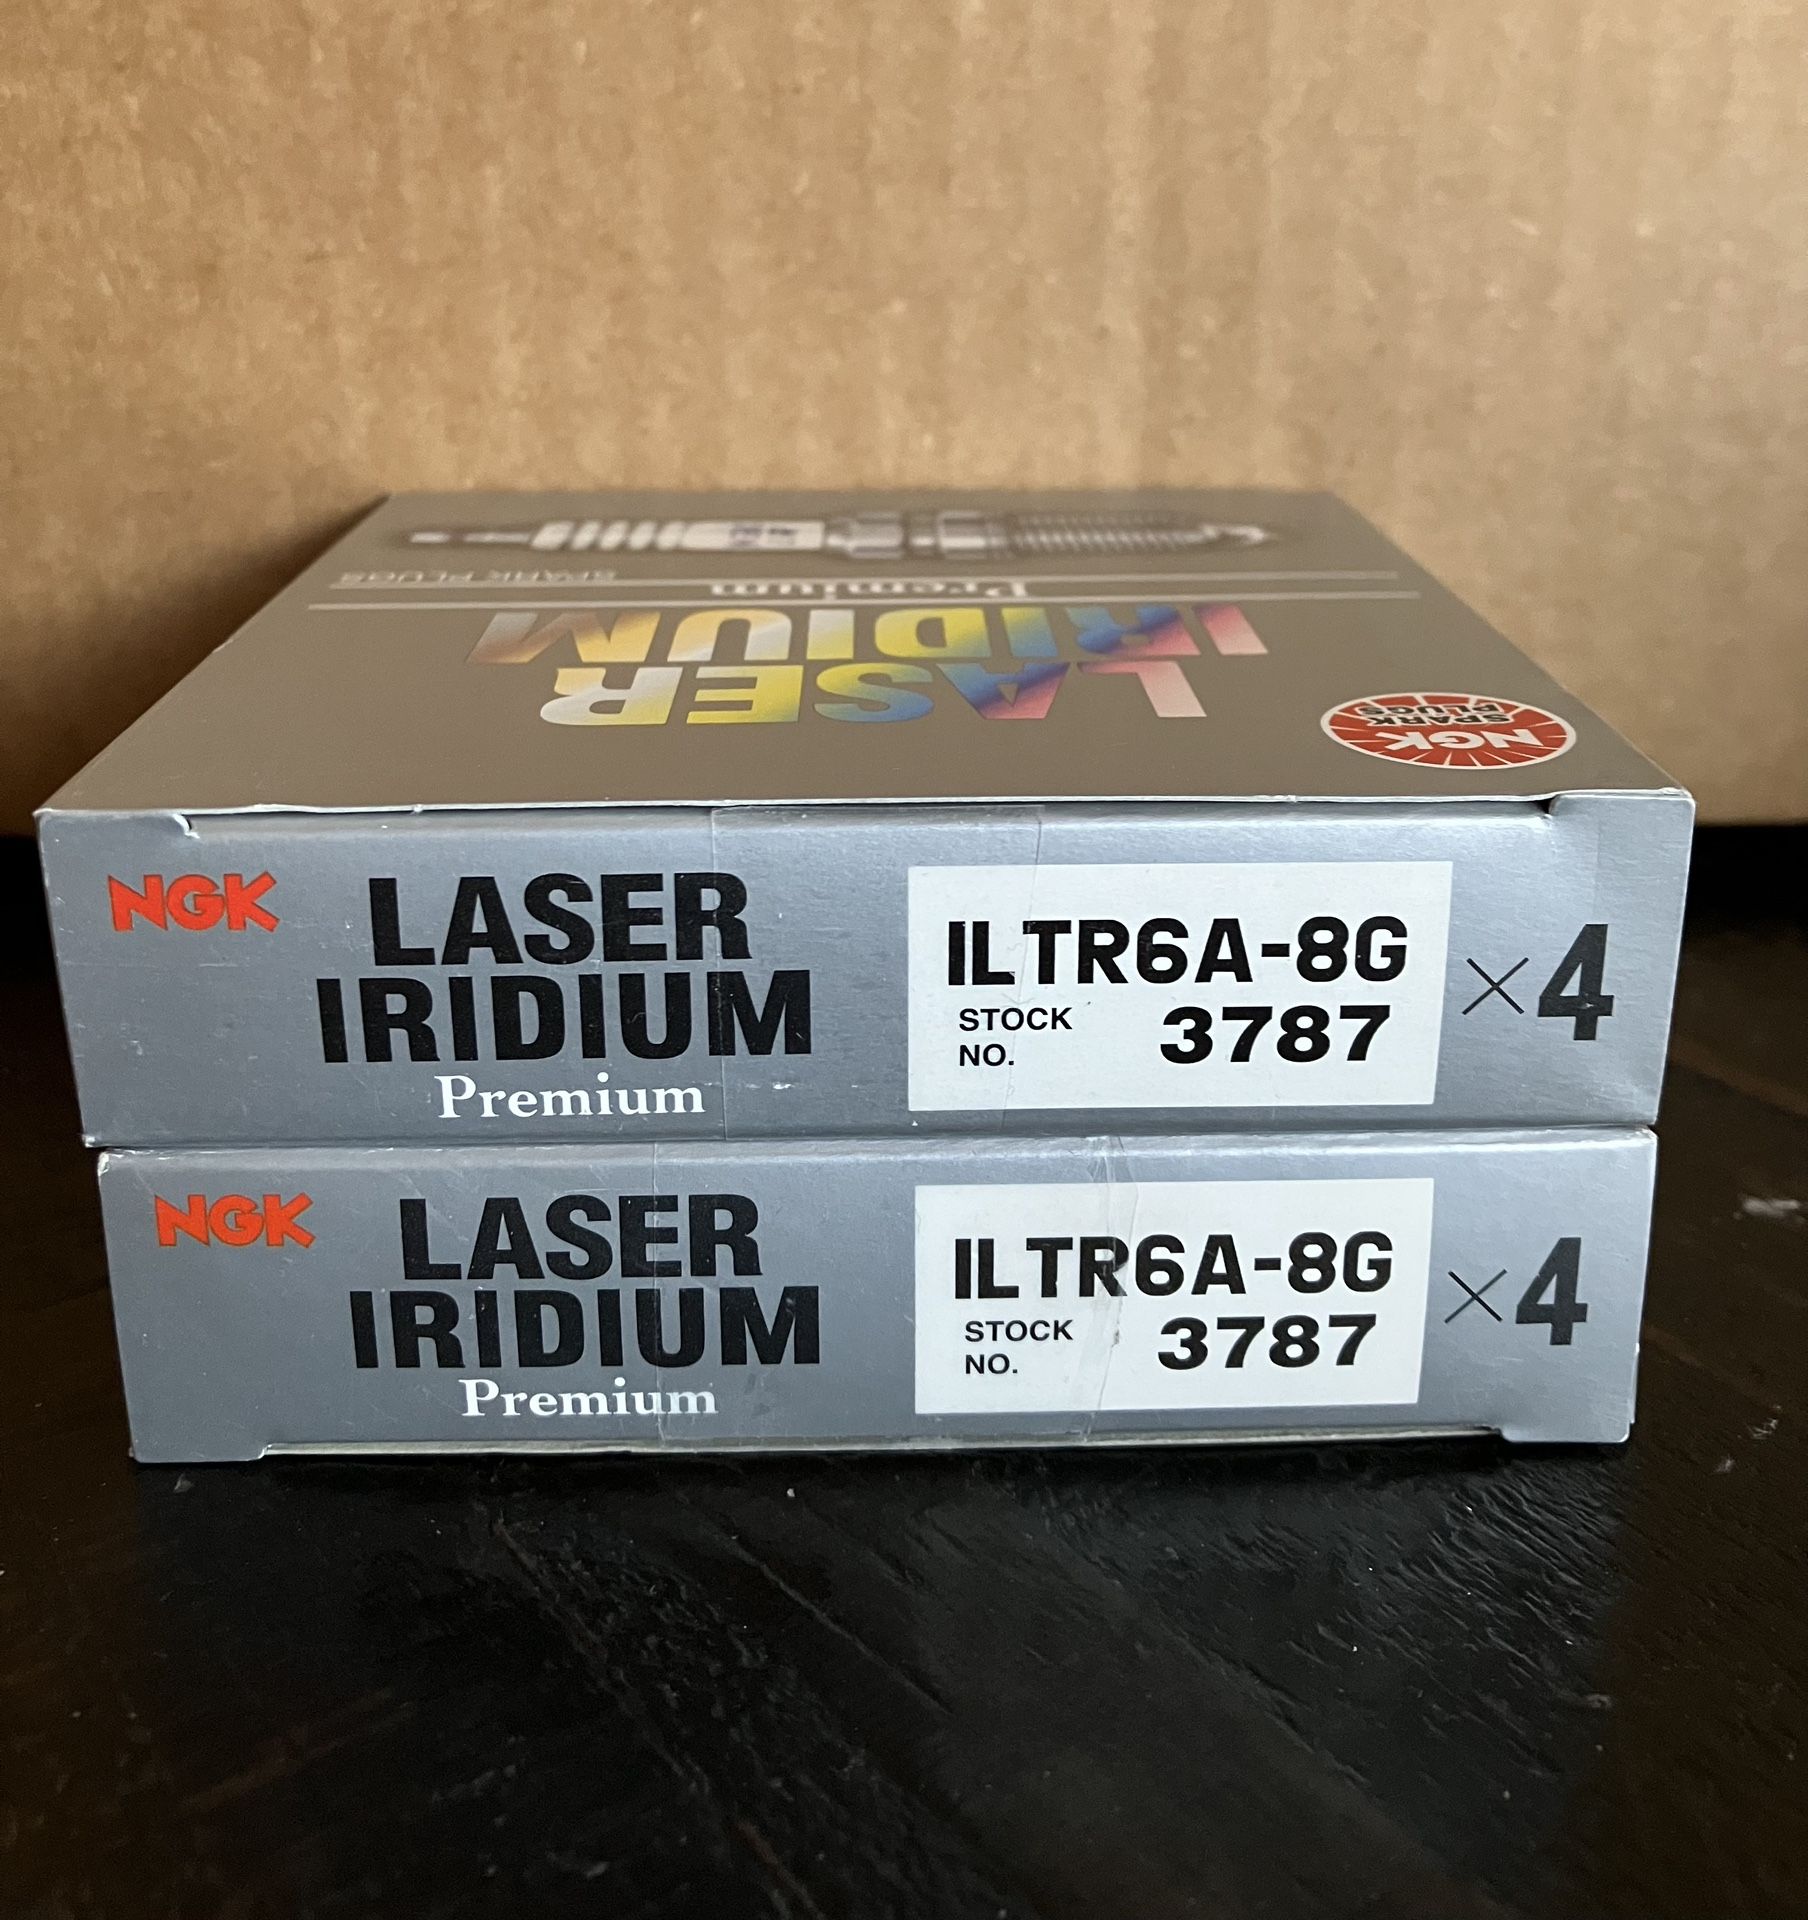 SPARK PLUGS
Premium
LASER
IRIDIUM
NGK
SPARK
PLUGS
NGK
LASER
IRIDIUM
Premium
ILTR6A-8G
STOCK
NO. 3787
×4
NGK
LASER
IRIDIUM
Premium
ILTR6A-8G
STOCK
NO. 3787
×4